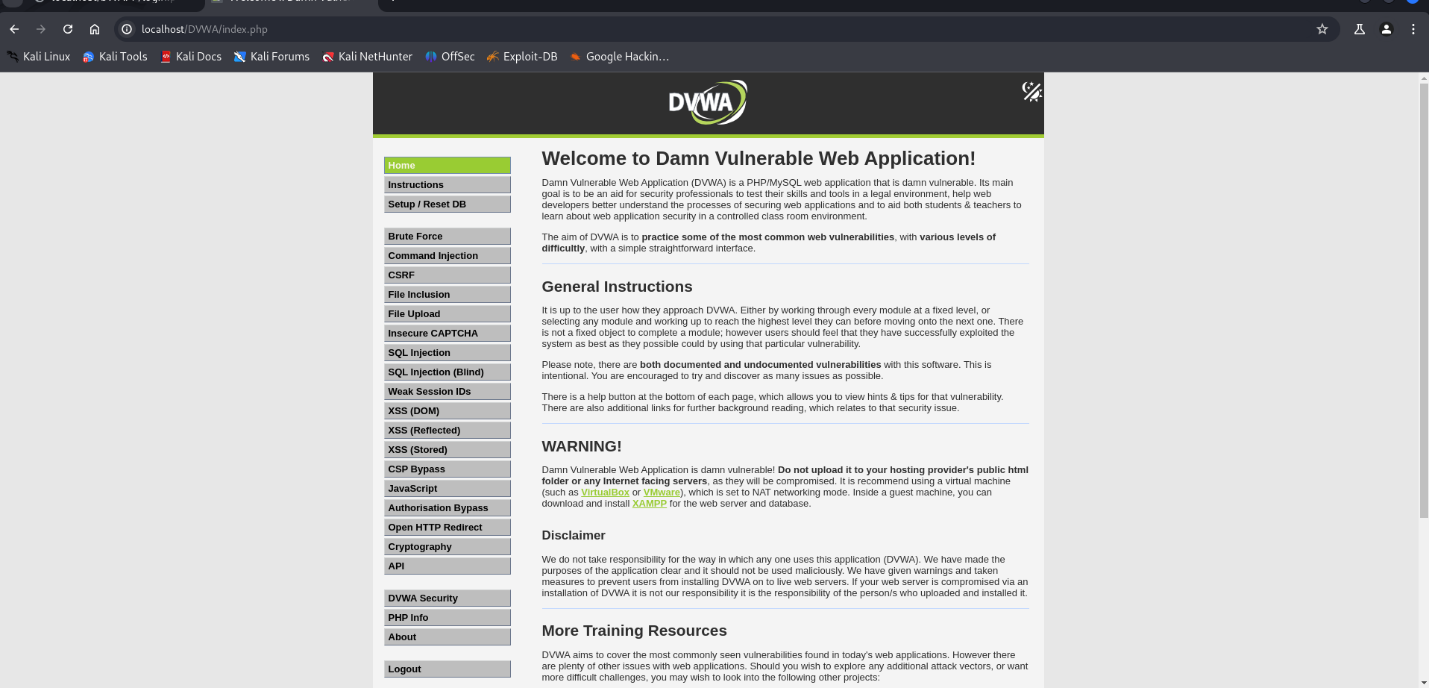 localhost/DVWA/index.php
Kali Linux
Kali Tools
Kali Docs
Kali Forums
Kali NetHunter
OffSec
Exploit-DB
Google Hackin…
DVWA
Home
Instructions
Setup / Reset DB
Brute Force
Command Injection
CSRF
File Inclusion
File Upload
Insecure CAPTCHA
SQL Injection
SQL Injection (Blind)
Weak Session IDs
XSS (DOM)
XSS (Reflected)
XSS (Stored)
CSP Bypass
JavaScript
Authorisation Bypass
Open HTTP Redirect
Cryptography
API
DVWA Security
PHP Info
About
Logout
Welcome to Damn Vulnerable Web Application!
Damn Vulnerable Web Application (DVWA) is a PHP/MySQL web application that is damn vulnerable. Its main
goal is to be an aid for security professionals to test their skills and tools in a legal environment, help web
developers better understand the processes of securing web applications and to aid both students & teachers to
learn about web application security in a controlled class room environment.
The aim of DVWA is to practice some of the most common web vulnerabilities, with various levels of
difficultly, with a simple straightforward interface.
General Instructions
It is up to the user how they approach DVWA. Either by working through every module at a fixed level, or
selecting any module and working up to reach the highest level they can before moving onto the next one. There
is not a fixed object to complete a module; however users should feel that they have successfully exploited the
system as best as they possible could by using that particular vulnerability.
Please note, there are both documented and undocumented vulnerabilities with this software. This is
intentional. You are encouraged to try and discover as many issues as possible.
There is a help button at the bottom of each page, which allows you to view hints & tips for that vulnerability.
There are also additional links for further background reading, which relates to that security issue.
WARNING!
Damn Vulnerable Web Application is damn vulnerable! Do not upload it to your hosting provider's public html
folder or any Internet facing servers, as they will be compromised. It is recommend using a virtual machine
(such as VirtualBox or VMware), which is set to NAT networking mode. Inside a guest machine, you can
download and install XAMPP for the web server and database.
Disclaimer
We do not take responsibility for the way in which any one uses this application (DVWA). We have made the
purposes of the application clear and it should not be used maliciously. We have given warnings and taken
measures to prevent users from installing DVWA on to live web servers. If your web server is compromised via an
installation of DVWA it is not our responsibility it is the responsibility of the person/s who uploaded and installed it.
More Training Resources
DVWA aims to cover the most commonly seen vulnerabilities found in today's web applications. However there
are plenty of other issues with web applications. Should you wish to explore any additional attack vectors, or want
more difficult challenges, you may wish to look into the following other projects: